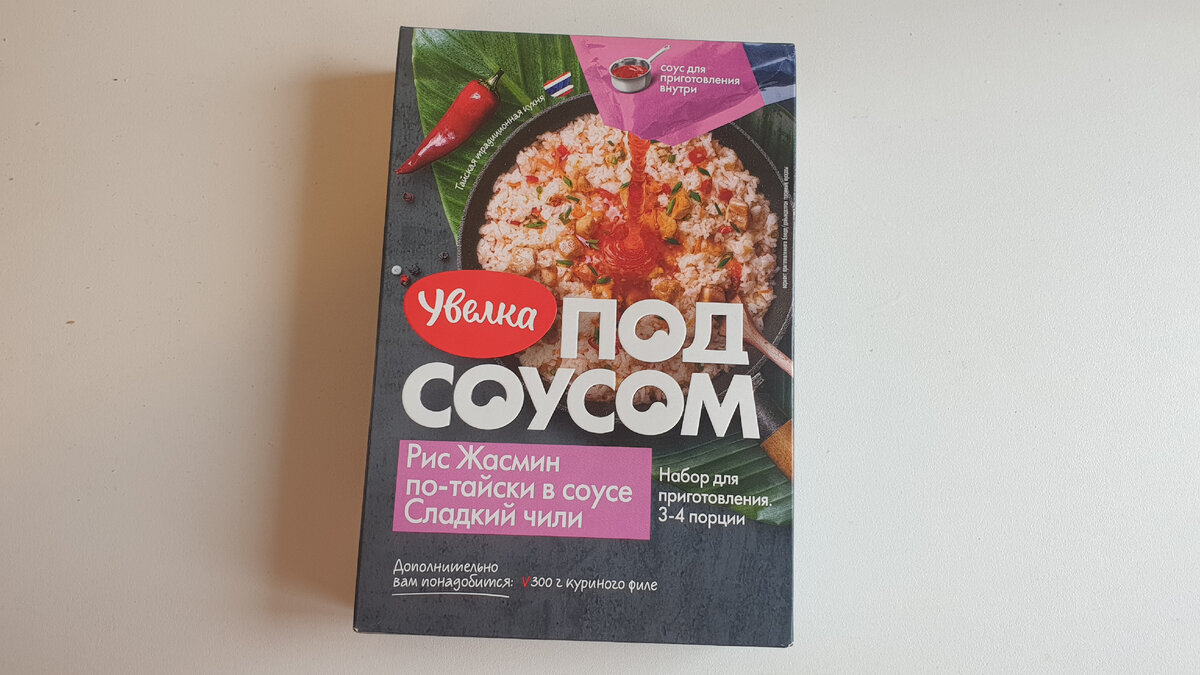 соус для
приготовления
внутри
Тайская традиционная кухня
Увелка
ПОД
СОУСОМ
Рис Жасмин
по-тайски в соусе
Сладкий чили
Набор для
приготовления.
3-4 порции
Дополнительно
вам понадобится: V300 г куриного филе